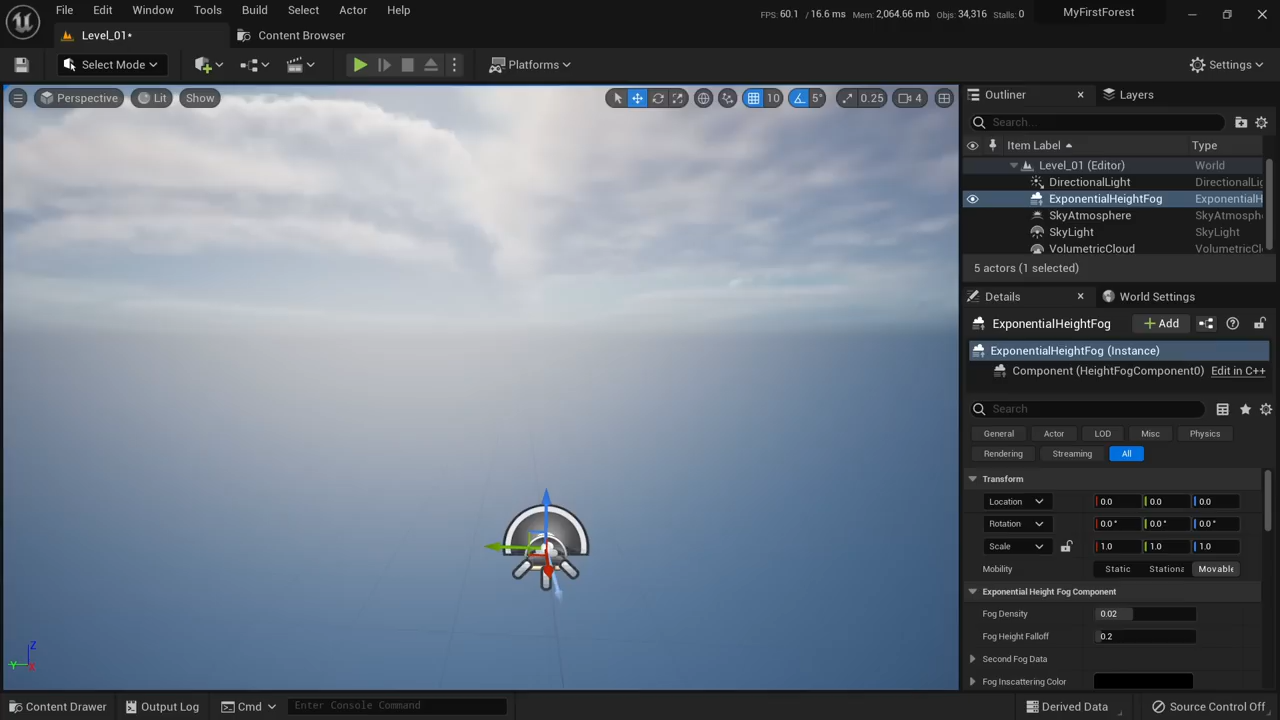 File Edit Window Tools Build Select Actor Help
FPS: 60.1 / 16.6 ms Mem: 2,064.66 mb Objs: 34,316 Stalls: 0 MyFirstForest
Level_01• Content Browser
Select Mode Platforms Settings
Perspective Lit Show 10 5° 0.25 4
Outliner Layers
Search...
Item Label Type
Level_01 (Editor) World
DirectionalLight DirectionalLi
ExponentialHeightFog ExponentialH
SkyAtmosphere SkyAtmosph
SkyLight SkyLight
VolumetricCloud VolumetricCl
5 actors (1 selected)
Details World Settings
ExponentialHeightFog Add
ExponentialHeightFog (Instance)
Component (HeightFogComponent0) Edit in C++
Search
General Actor LOD Misc Physics
Rendering Streaming All
Transform
Location 0.0 0.0 0.0
Rotation 0.0° 0.0° 0.0°
Scale 1.0 1.0 1.0
Mobility Static Stationa Movable
Exponential Height Fog Component
Fog Density 0.02
Fog Height Falloff 0.2
Second Fog Data
Fog Inscattering Color
Z
Y X
Content Drawer Output Log Cmd Enter Console Command Derived Data Source Control Off